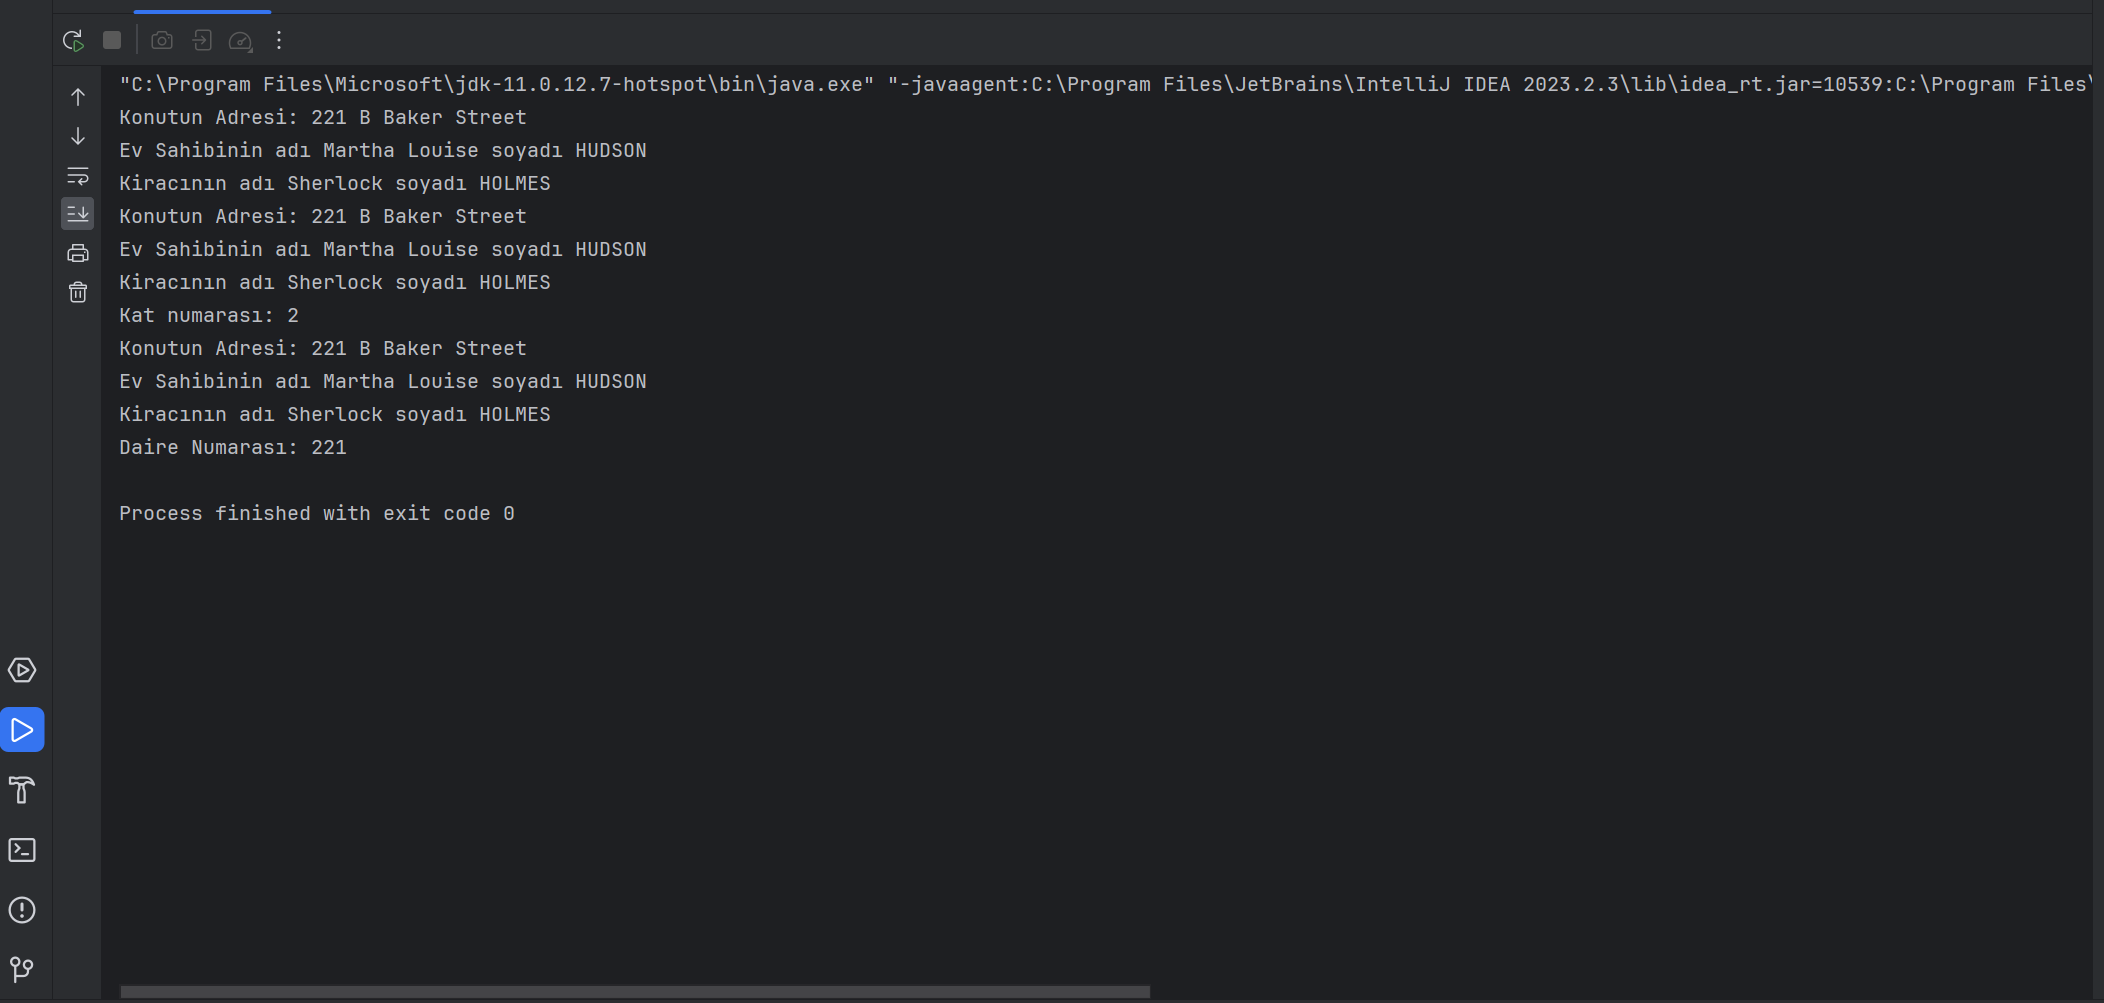 "C:\Program Files\Microsoft\jdk-11.0.12.7-hotspot\bin\java.exe" "-javaagent:C:\Program Files\JetBrains\IntelliJ IDEA 2023.2.3\lib\idea_rt.jar=10539:C:\Program Files\
Konutun Adresi: 221 B Baker Street
Ev Sahibinin adı Martha Louise soyadı HUDSON
Kiracının adı Sherlock soyadı HOLMES
Konutun Adresi: 221 B Baker Street
Ev Sahibinin adı Martha Louise soyadı HUDSON
Kiracının adı Sherlock soyadı HOLMES
Kat numarası: 2
Konutun Adresi: 221 B Baker Street
Ev Sahibinin adı Martha Louise soyadı HUDSON
Kiracının adı Sherlock soyadı HOLMES
Daire Numarası: 221
Process finished with exit code 0